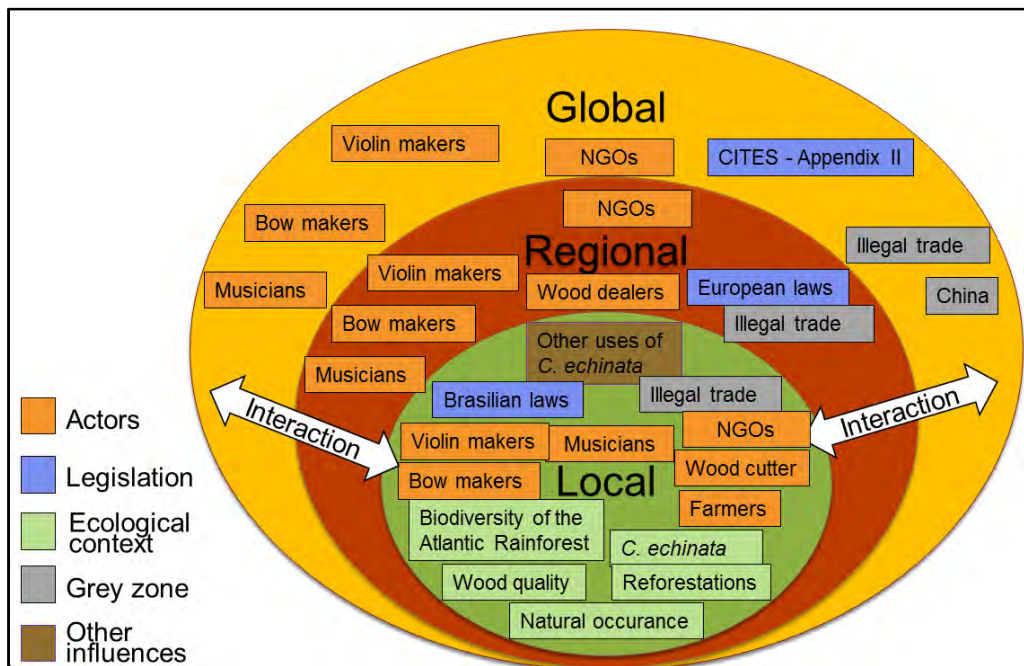 Global
Violin makers
NGOs
CITES - Appendix II
NGOs
Bow makers
Illegal trade
Regional
Violin makers
Musicians
Wood dealers
European laws
China
Bow makers
Illegal trade
Other uses of
C. echinata
Musicians
Brasilian laws
Illegal trade
Interaction
Interaction
Violin makers
Musicians
NGOs
Bow makers
Local
Wood cutter
Farmers
Biodiversity of the
Atlantic Rainforest
C. echinata
Wood quality
Reforestations
Natural occurance
Actors
Legislation
Ecological
context
Grey zone
Other
influences